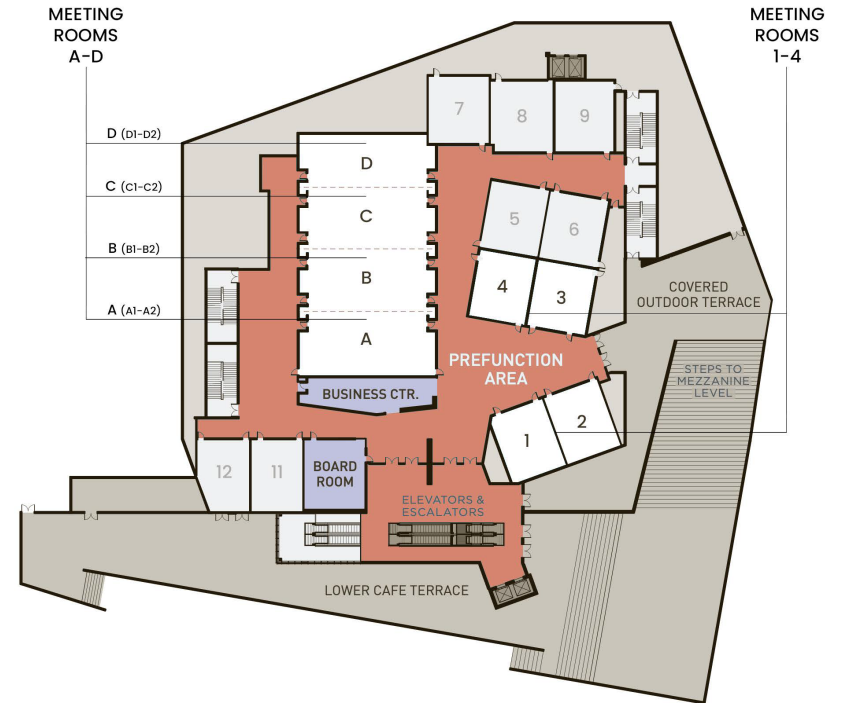 MEETING
ROOMS
A-D
MEETING
ROOMS
1-4
7
8
9
D (D1-D2)
D
C (C1-C2)
C
5
6
B (B1-B2)
B
4
3
COVERED
OUTDOOR TERRACE
A (A1-A2)
A
PREFUNCTION
AREA
STEPS TO
MEZZANINE
LEVEL
BUSINESS CTR.
1
2
12
11
BOARD
ROOM
ELEVATORS &
ESCALATORS
LOWER CAFE TERRACE